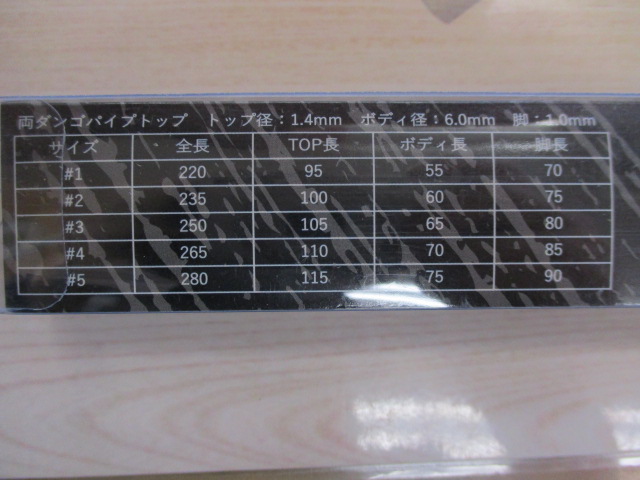 両ダンゴパイプトップ トップ径:1.4mm ボディ径:6.0mm 脚:1.0mm
サイズ 全長 TOP長 ボディ長 脚長
#1 220 95 55 70
#2 235 100 60 75
#3 250 105 65 80
#4 265 110 70 85
#5 280 115 75 90